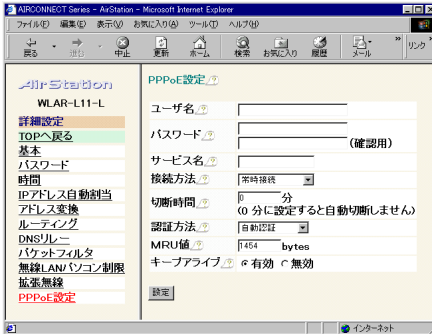 AIRCONNECT Series - AirStation - Microsoft Internet Explorer
ファイル(F) 編集(E) 表示(V) お気に入り(A) ツール(T) ヘルプ(H)
戻る 進む 中止 更新 ホーム 検索 お気に入り 履歴 メール » リンク »
AirStation
WLAR-L11-L
詳細設定
TOPへ戻る
基本
パスワード
時間
IPアドレス自動割当
アドレス変換
ルーティング
DNSリレー
パケットフィルタ
無線LANパソコン制限
拡張無線
PPPoE設定
PPPoE設定 ?
ユーザ名 ?
パスワード ?
(確認用)
サービス名 ?
接続方法 ? 常時接続
切断時間 ? 0 分
(0 分に設定すると自動切断しません)
認証方法 ? 自動認証
MRU値 ? 1454 bytes
キープアライブ ? 有効 無効
設定
インターネット